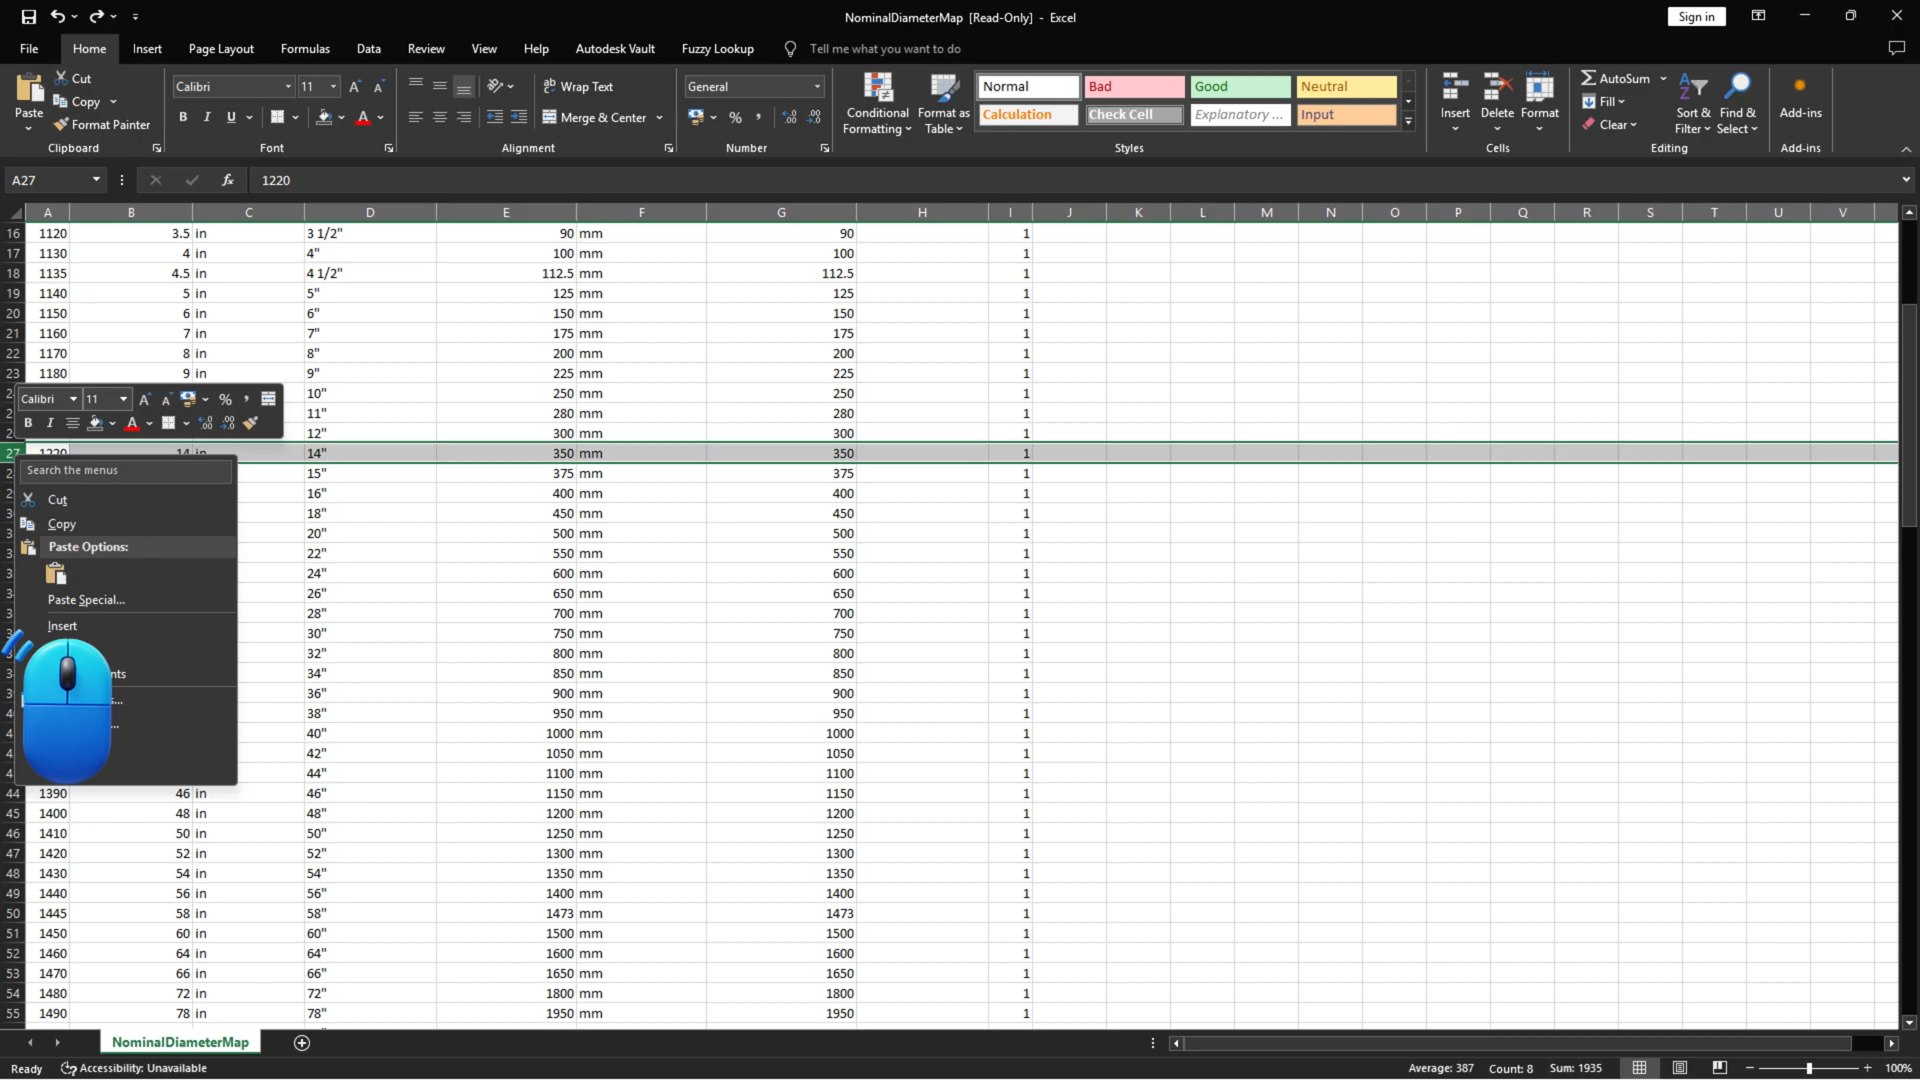 NominalDiameterMap [Read-Only] - Excel
Sign in
File Home Insert Page Layout Formulas Data Review View Help Autodesk Vault Fuzzy Lookup Tell me what you want to do
Paste
Cut
Copy
Format Painter
Clipboard
Calibri 11
B I U
Font
Wrap Text
Merge & Center
Alignment
General
Number
Conditional Formatting
Format as Table
Normal Bad Good Neutral
Calculation Check Cell Explanatory ... Input
Styles
Insert Delete Format
Cells
AutoSum
Fill
Clear
Sort & Filter
Find & Select
Editing
Add-ins
Add-ins
A27 fx 1220
A B C D E F G H I J K L M N O P Q R S T U V
16 1120 3.5 in 3 1/2" 90 mm 90 1
17 1130 4 in 4" 100 mm 100 1
18 1135 4.5 in 4 1/2" 112.5 mm 112.5 1
19 1140 5 in 5" 125 mm 125 1
20 1150 6 in 6" 150 mm 150 1
21 1160 7 in 7" 175 mm 175 1
22 1170 8 in 8" 200 mm 200 1
23 1180 9 in 9" 225 mm 225 1
10" 250 mm 250 1
11" 280 mm 280 1
12" 300 mm 300 1
27 1220 14 in 14" 350 mm 350 1
15" 375 mm 375 1
16" 400 mm 400 1
18" 450 mm 450 1
20" 500 mm 500 1
22" 550 mm 550 1
24" 600 mm 600 1
26" 650 mm 650 1
28" 700 mm 700 1
30" 750 mm 750 1
32" 800 mm 800 1
34" 850 mm 850 1
36" 900 mm 900 1
38" 950 mm 950 1
40" 1000 mm 1000 1
42" 1050 mm 1050 1
44" 1100 mm 1100 1
44 1390 46 in 46" 1150 mm 1150 1
45 1400 48 in 48" 1200 mm 1200 1
46 1410 50 in 50" 1250 mm 1250 1
47 1420 52 in 52" 1300 mm 1300 1
48 1430 54 in 54" 1350 mm 1350 1
49 1440 56 in 56" 1400 mm 1400 1
50 1445 58 in 58" 1473 mm 1473 1
51 1450 60 in 60" 1500 mm 1500 1
52 1460 64 in 64" 1600 mm 1600 1
53 1470 66 in 66" 1650 mm 1650 1
54 1480 72 in 72" 1800 mm 1800 1
55 1490 78 in 78" 1950 mm 1950 1
Calibri 11 A A % ,
B I A
Search the menus
Cut
Copy
Paste Options:
Paste Special...
Insert
NominalDiameterMap
Ready Accessibility: Unavailable Average: 387 Count: 8 Sum: 1935 100%